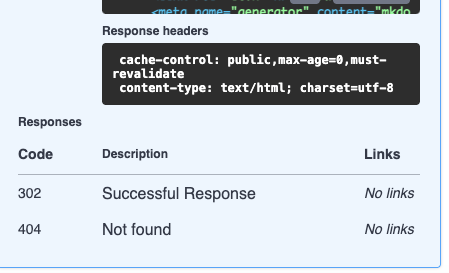 <meta name="generator" content="mkdo
Response headers
cache-control: public,max-age=0,must-
revalidate
content-type: text/html; charset=utf-8
Responses
Code Description Links
302 Successful Response No links
404 Not found No links